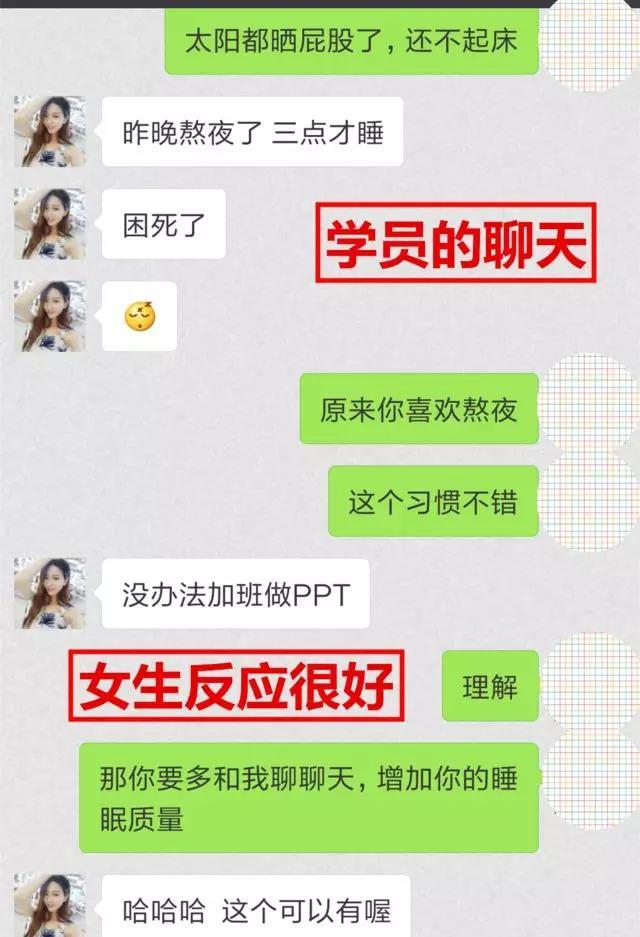 太阳都晒屁股了，还不起床
昨晚熬夜了 三点才睡
困死了
学员的聊天
原来你喜欢熬夜
这个习惯不错
没办法加班做PPT
女生反应很好
理解
那你要多和我聊聊天，增加你的睡
眠质量
哈哈哈 这个可以有喔